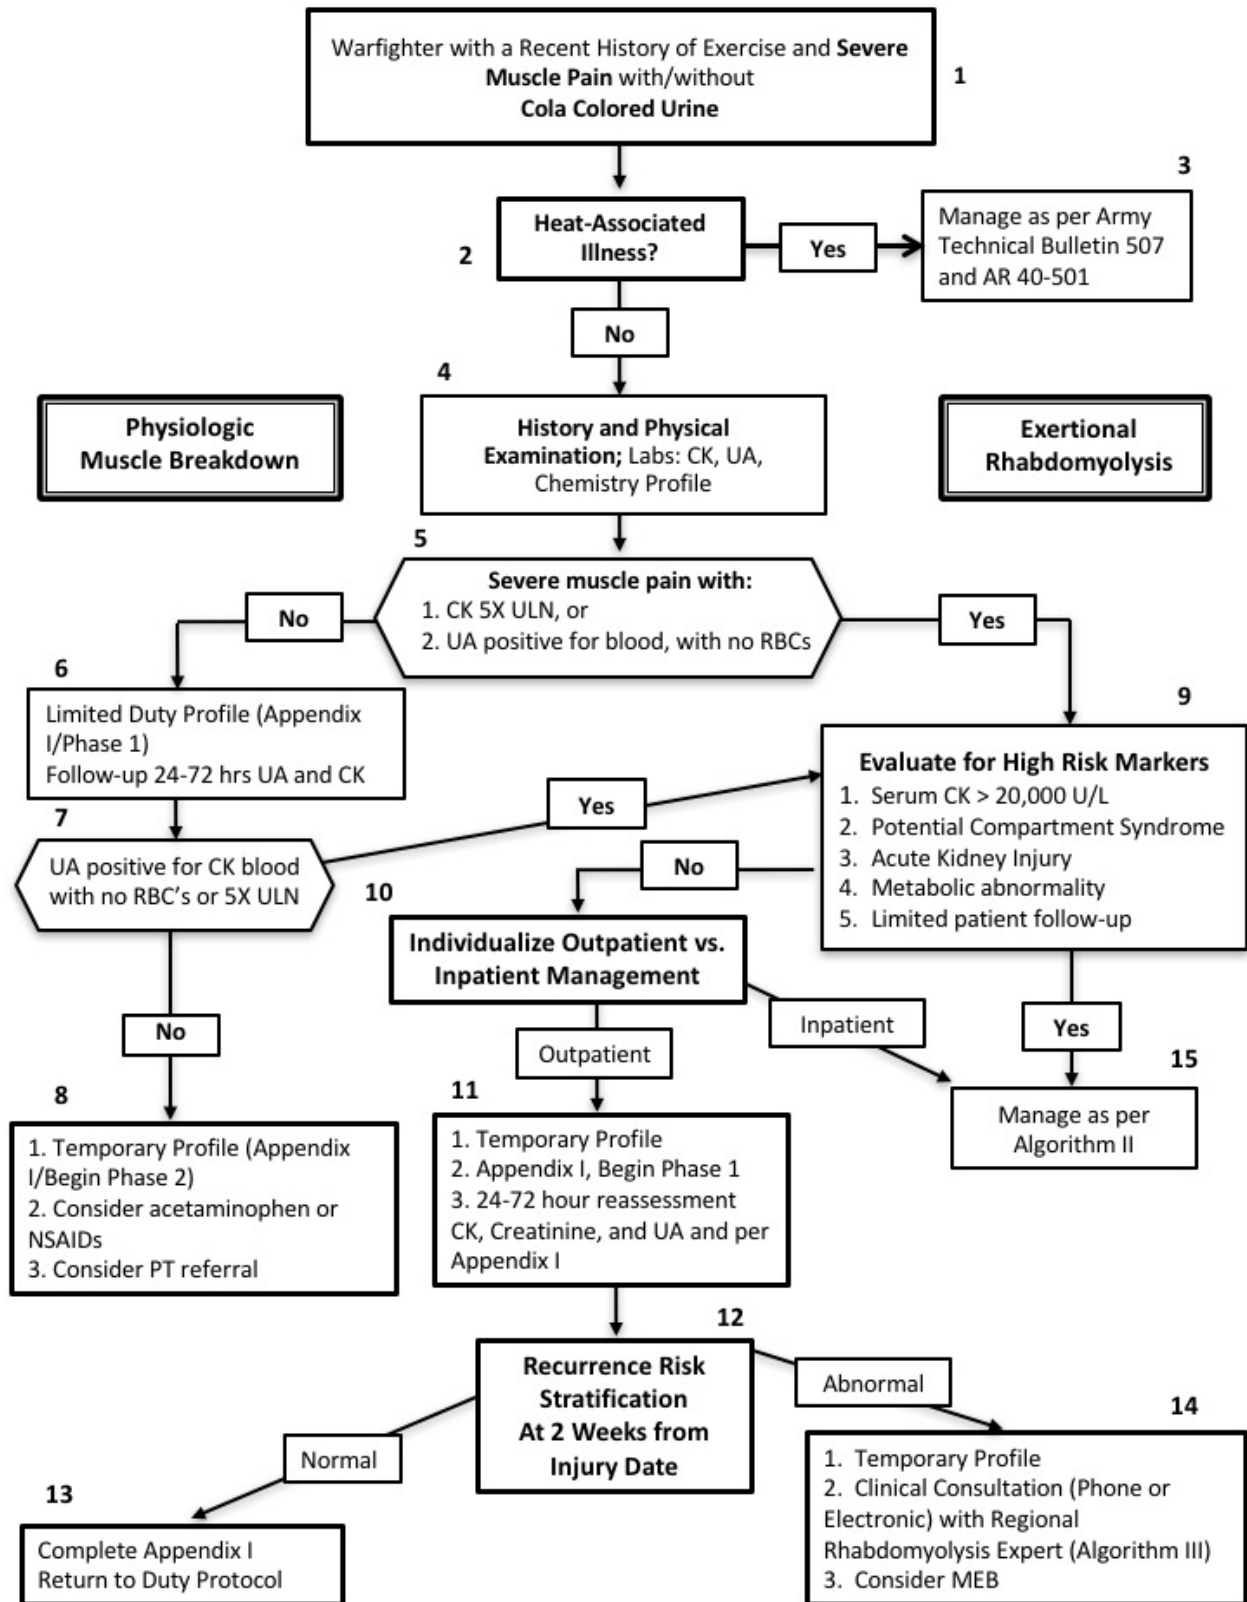 Warfighter with a Recent History of Exercise and Severe
Muscle Pain with/without
Cola Colored Urine
1
3
Heat-Associated
Illness?
2
Yes
Manage as per Army
Technical Bulletin 507
and AR 40-501
No
4
Physiologic
Muscle Breakdown
History and Physical
Examination; Labs: CK, UA,
Chemistry Profile
Exertional
Rhabdomyolysis
5
Severe muscle pain with:
1. CK 5X ULN, or
2. UA positive for blood, with no RBCs
No
Yes
6
Limited Duty Profile (Appendix
I/Phase 1)
Follow-up 24-72 hrs UA and CK
9
Evaluate for High Risk Markers
1. Serum CK > 20,000 U/L
2. Potential Compartment Syndrome
3. Acute Kidney Injury
4. Metabolic abnormality
5. Limited patient follow-up
7
Yes
UA positive for CK blood
with no RBC's or 5X ULN
No
10
Individualize Outpatient vs.
Inpatient Management
No
Outpatient
Inpatient
Yes
15
Manage as per
Algorithm II
8
1. Temporary Profile (Appendix
I/Begin Phase 2)
2. Consider acetaminophen or
NSAIDs
3. Consider PT referral
11
1. Temporary Profile
2. Appendix I, Begin Phase 1
3. 24-72 hour reassessment
CK, Creatinine, and UA and per
Appendix I
12
Recurrence Risk
Stratification
At 2 Weeks from
Injury Date
Normal
Abnormal
13
Complete Appendix I
Return to Duty Protocol
14
1. Temporary Profile
2. Clinical Consultation (Phone or
Electronic) with Regional
Rhabdomyolysis Expert (Algorithm III)
3. Consider MEB